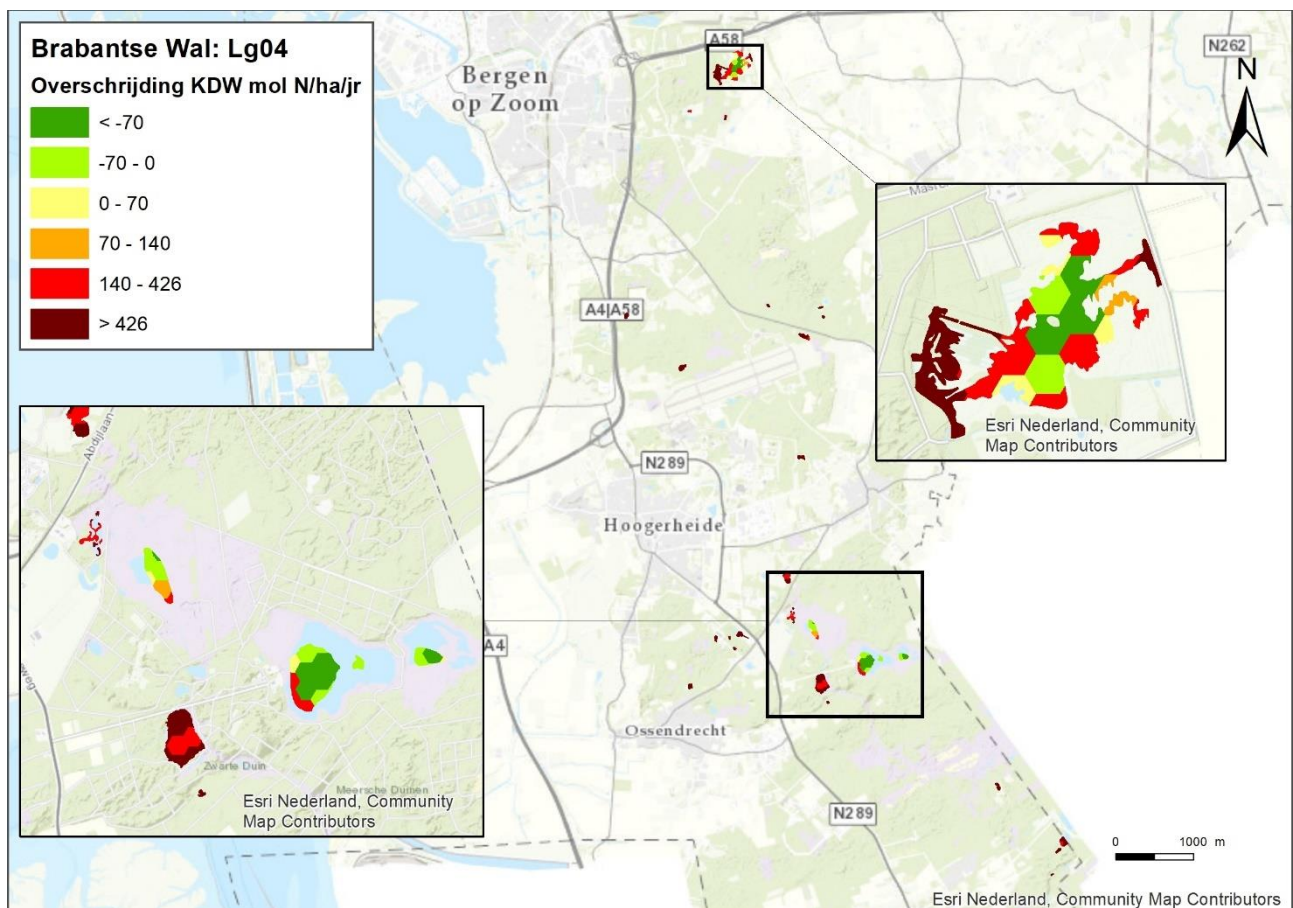 Brabantse Wal: Lg04
Overschrijding KDW mol N/ha/jr
< -70
-70 - 0
0 - 70
70 - 140
140 - 426
> 426
Bergen
op Zoom
A58
N262
N
A4|A58
Esri Nederland, Community
Map Contributors
N289
Hoogerheide
Abdijlaan
A4
Ossendrecht
Zwarte Duin
Meersche Duinen
Esri Nederland, Community
Map Contributors
N289
0 1000 m
Esri Nederland, Community Map Contributors